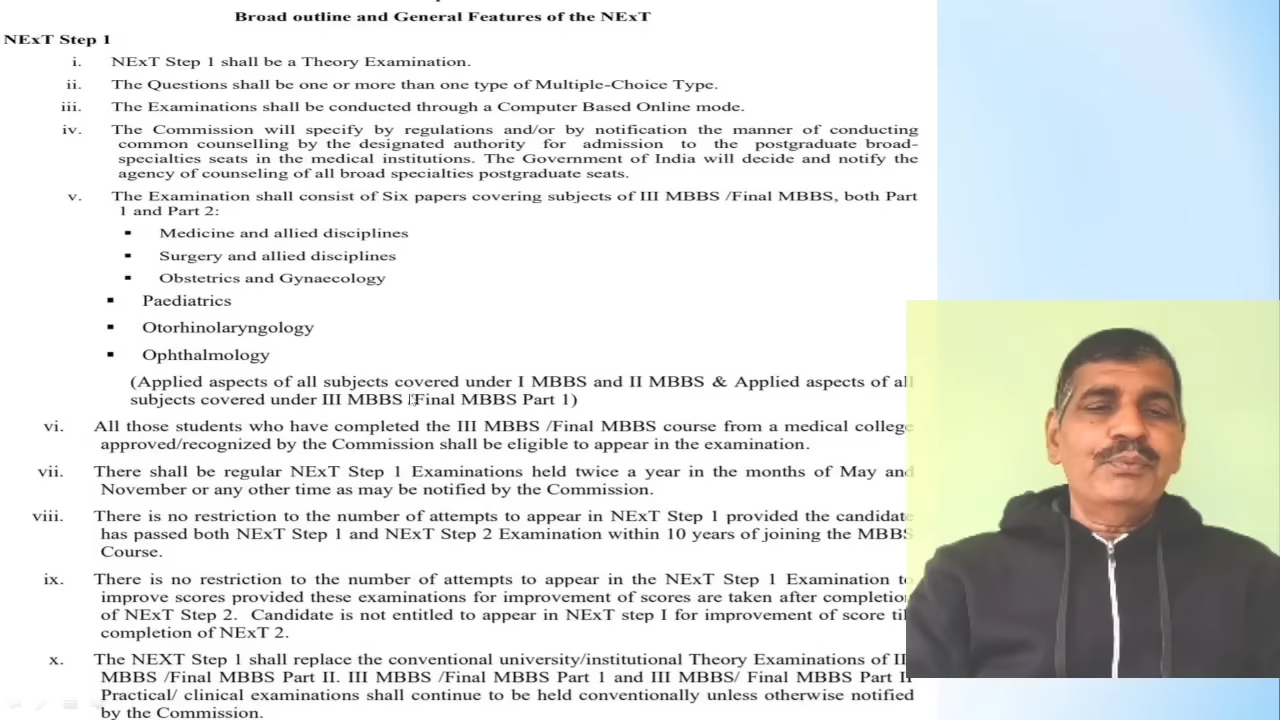 Broad outline and General Features of the NExT
NExT Step 1
i. NExT Step 1 shall be a Theory Examination.
ii. The Questions shall be one or more than one type of Multiple-Choice Type.
iii. The Examinations shall be conducted through a Computer Based Online mode.
iv. The Commission will specify by regulations and/or by notification the manner of conducting
common counselling by the designated authority for admission to the postgraduate broad-
specialties seats in the medical institutions. The Government of India will decide and notify the
agency of counseling of all broad specialties postgraduate seats.
v. The Examination shall consist of Six papers covering subjects of III MBBS /Final MBBS, both Part
1 and Part 2:
▪ Medicine and allied disciplines
▪ Surgery and allied disciplines
▪ Obstetrics and Gynaecology
▪ Paediatrics
▪ Otorhinolaryngology
▪ Ophthalmology
(Applied aspects of all subjects covered under I MBBS and II MBBS & Applied aspects of all
subjects covered under III MBBS /Final MBBS Part 1)
vi. All those students who have completed the III MBBS /Final MBBS course from a medical college
approved/recognized by the Commission shall be eligible to appear in the examination.
vii. There shall be regular NExT Step 1 Examinations held twice a year in the months of May and
November or any other time as may be notified by the Commission.
viii. There is no restriction to the number of attempts to appear in NExT Step 1 provided the candidate
has passed both NExT Step 1 and NExT Step 2 Examination within 10 years of joining the MBBS
Course.
ix. There is no restriction to the number of attempts to appear in the NExT Step 1 Examination to
improve scores provided these examinations for improvement of scores are taken after completion
of NExT Step 2. Candidate is not entitled to appear in NExT step I for improvement of score
completion of NExT 2.
x. The NEXT Step 1 shall replace the conventional university/institutional Theory Examinations of
MBBS /Final MBBS Part II. III MBBS /Final MBBS Part 1 and III MBBS/ Final MBBS Part
Practical/ clinical examinations shall continue to be held conventionally unless otherwise notified
by the Commission.